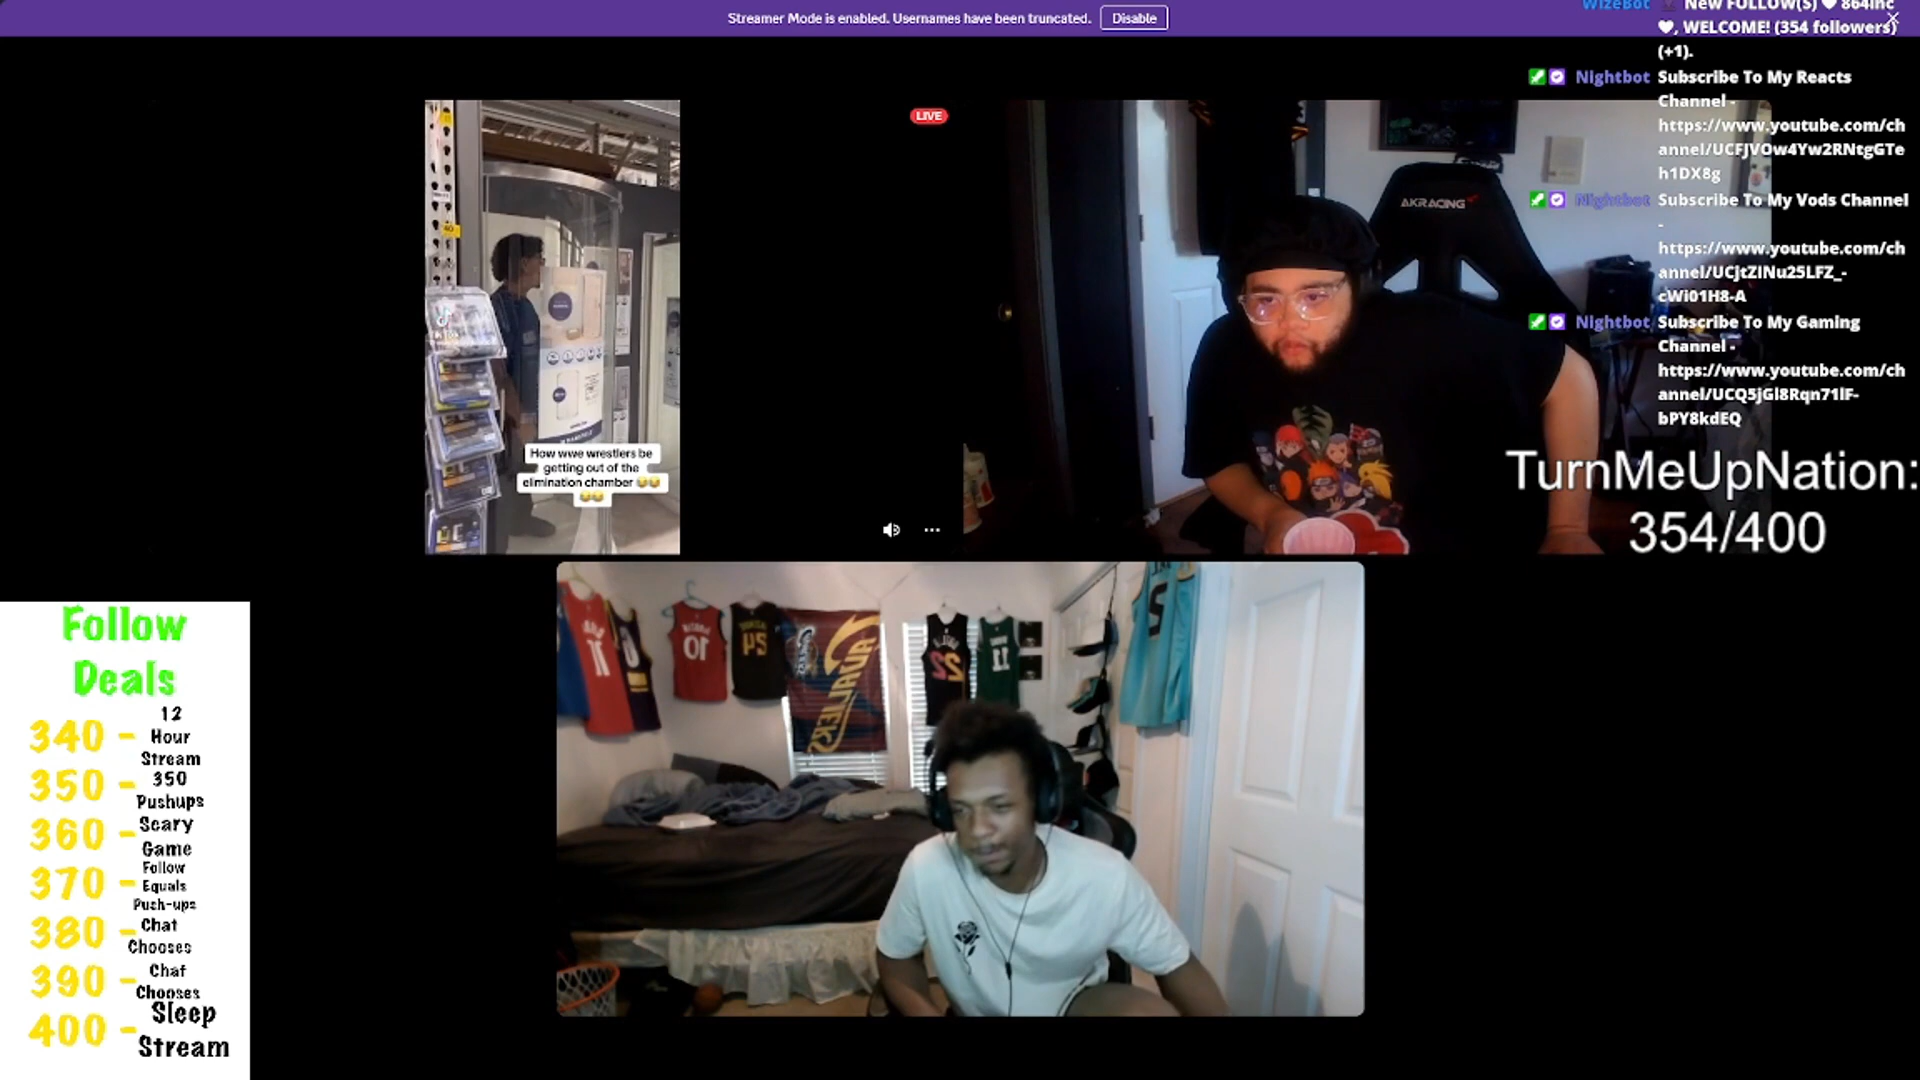 Streamer Mode is enabled. Usernames have been truncated.
Disable
WizeBot New FOLLOW(S) ♥ 864inc
♥, WELCOME! (354 followers)
(+1).
Nightbot Subscribe To My Reacts
Channel -
https://www.youtube.com/ch
annel/UCFJVOw4Yw2RNtgGTe
h1DX8g
Nightbot Subscribe To My Vods Channel
-
https://www.youtube.com/ch
annel/UCjtZINu25LFZ_-
cWi01H8-A
Nightbot Subscribe To My Gaming
Channel -
https://www.youtube.com/ch
annel/UCQ5jGl8Rqn71lF-
bPY8kdEQ
TurnMeUpNation:
354/400
LIVE
AKRACING
How wwe wrestlers be
getting out of the
elimination chamber 😂😂
😂😂
CAVALIERS
Follow
Deals
340 - 12 Hour Stream
350 - 350 Pushups
360 - Scary Game
370 - Follow Equals Push-ups
380 - Chat Chooses
390 - Chat Chooses
400 - Sleep Stream